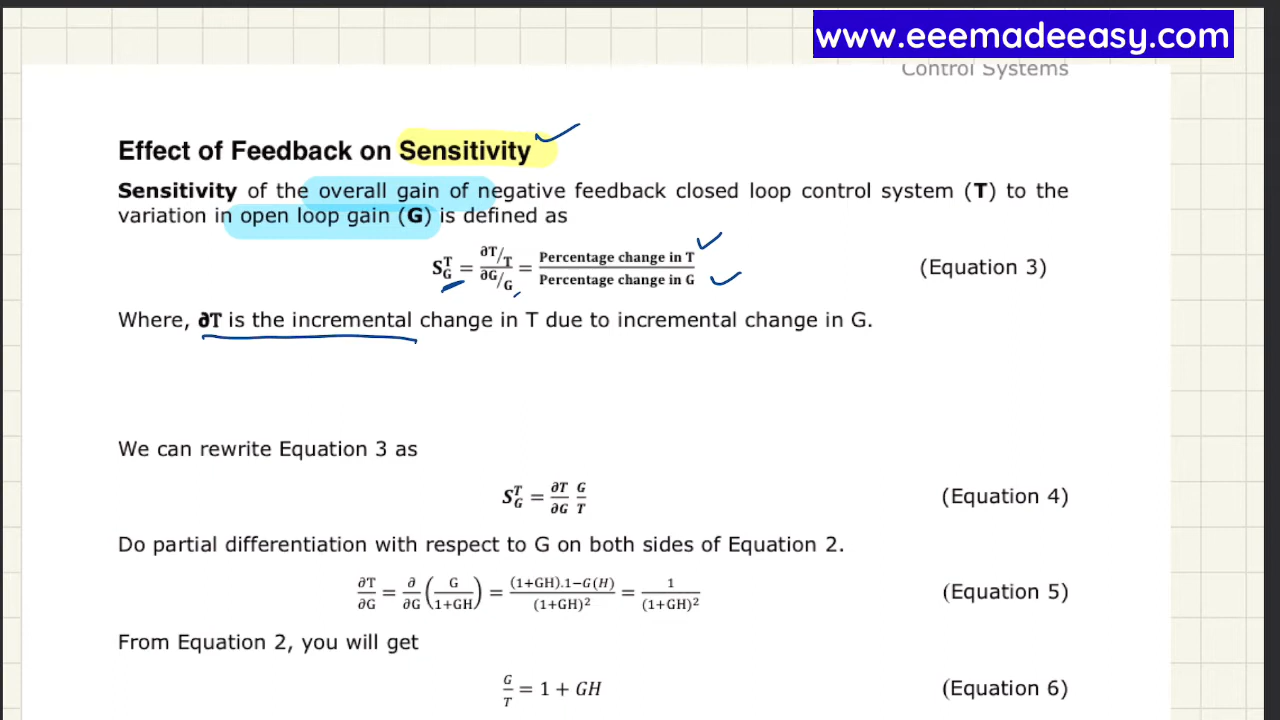 www.eeemadeeasy.com
Control Systems
Effect of Feedback on Sensitivity
Sensitivity of the overall gain of negative feedback closed loop control system (T) to the
variation in open loop gain (G) is defined as
S_G^T = (∂T/T)/(∂G/G) = (Percentage change in T)/(Percentage change in G) (Equation 3)
Where, ∂T is the incremental change in T due to incremental change in G.
We can rewrite Equation 3 as
S_G^T = ∂T/∂G G/T (Equation 4)
Do partial differentiation with respect to G on both sides of Equation 2.
∂T/∂G = ∂/∂G (G/(1+GH)) = ((1+GH).1−G(H))/(1+GH)² = 1/(1+GH)² (Equation 5)
From Equation 2, you will get
G/T = 1 + GH (Equation 6)